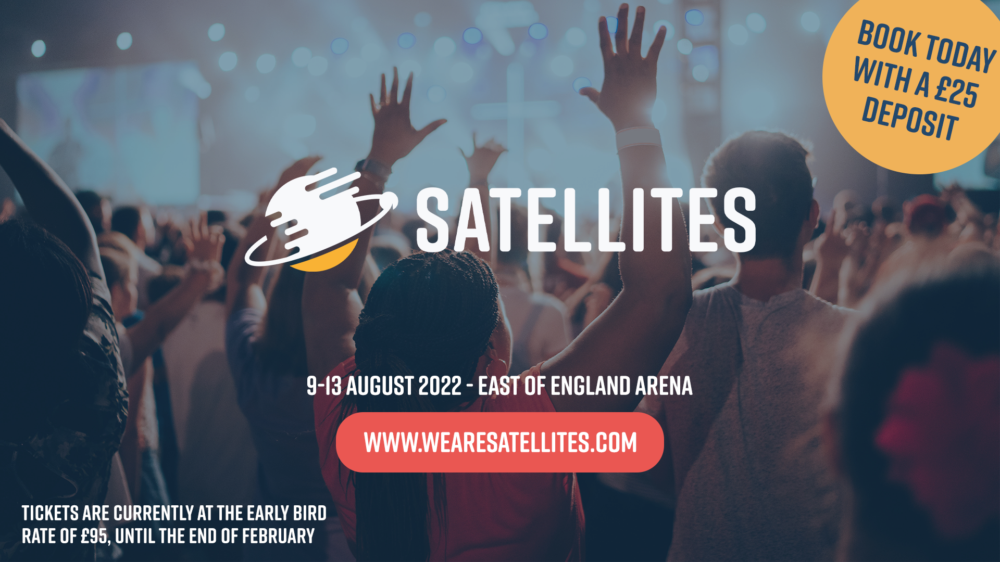 BOOK TODAY
WITH A £25
DEPOSIT
SATELLITES
9-13 AUGUST 2022 - EAST OF ENGLAND ARENA
WWW.WEARESATELLITES.COM
TICKETS ARE CURRENTLY AT THE EARLY BIRD
RATE OF £95, UNTIL THE END OF FEBRUARY